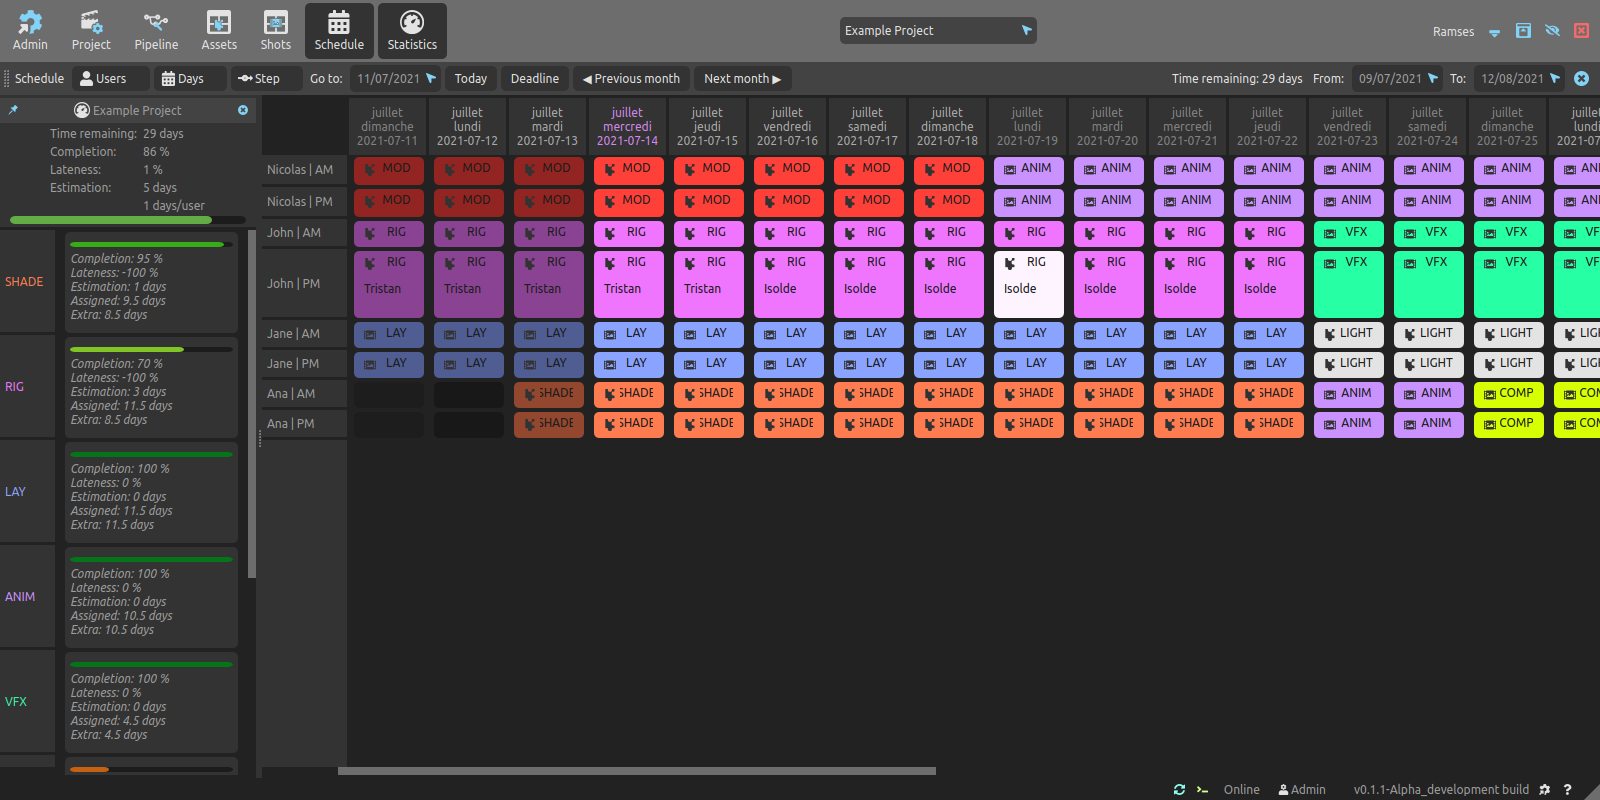 Admin Project Pipeline Assets Shots Schedule Statistics Example Project Ramses
Schedule Users Days Step Go to: 11/07/2021 Today Deadline ◀ Previous month Next month ▶ Time remaining: 29 days From: 09/07/2021 To: 12/08/2021
Example Project
Time remaining: 29 days
Completion: 86 %
Lateness: 1 %
Estimation: 5 days
1 days/user
SHADE
Completion: 95 %
Lateness: -100 %
Estimation: 1 days
Assigned: 9.5 days
Extra: 8.5 days
RIG
Completion: 70 %
Lateness: -100 %
Estimation: 3 days
Assigned: 11.5 days
Extra: 8.5 days
LAY
Completion: 100 %
Lateness: 0 %
Estimation: 0 days
Assigned: 11.5 days
Extra: 11.5 days
ANIM
Completion: 100 %
Lateness: 0 %
Estimation: 0 days
Assigned: 10.5 days
Extra: 10.5 days
VFX
Completion: 100 %
Lateness: 0 %
Estimation: 0 days
Assigned: 4.5 days
Extra: 4.5 days
juillet juillet juillet juillet juillet juillet juillet juillet juillet juillet juillet juillet juillet juillet juillet juillet
dimanche lundi mardi mercredi jeudi vendredi samedi dimanche lundi mardi mercredi jeudi vendredi samedi dimanche lundi
2021-07-11 2021-07-12 2021-07-13 2021-07-14 2021-07-15 2021-07-16 2021-07-17 2021-07-18 2021-07-19 2021-07-20 2021-07-21 2021-07-22 2021-07-23 2021-07-24 2021-07-25 2021-07
Nicolas | AM MOD MOD MOD MOD MOD MOD MOD MOD ANIM ANIM ANIM ANIM ANIM ANIM ANIM AN
Nicolas | PM MOD MOD MOD MOD MOD MOD MOD MOD ANIM ANIM ANIM ANIM ANIM ANIM ANIM AN
John | AM RIG RIG RIG RIG RIG RIG RIG RIG RIG RIG RIG RIG VFX VFX VFX VF
John | PM RIG RIG RIG RIG RIG RIG RIG RIG RIG RIG RIG RIG VFX VFX VFX VF
Tristan Tristan Tristan Tristan Tristan Isolde Isolde Isolde Isolde Isolde Isolde Isolde
Jane | AM LAY LAY LAY LAY LAY LAY LAY LAY LAY LAY LAY LAY LIGHT LIGHT LIGHT LIGH
Jane | PM LAY LAY LAY LAY LAY LAY LAY LAY LAY LAY LAY LAY LIGHT LIGHT LIGHT LIGH
Ana | AM SHADE SHADE SHADE SHADE SHADE SHADE SHADE SHADE SHADE SHADE ANIM ANIM COMP COM
Ana | PM SHADE SHADE SHADE SHADE SHADE SHADE SHADE SHADE SHADE SHADE ANIM ANIM COMP COM
Online Admin v0.1.1-Alpha_development build ?